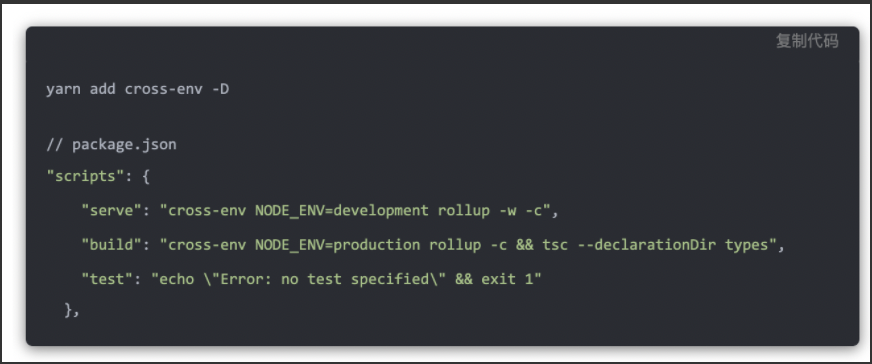 复制代码
yarn add cross-env -D
// package.json
"scripts": {
"serve": "cross-env NODE_ENV=development rollup -w -c",
"build": "cross-env NODE_ENV=production rollup -c && tsc --declarationDir types",
"test": "echo \"Error: no test specified\" && exit 1"
},